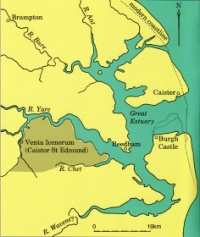 Brampton
R. Bure
R. Ant
modern coastline
N
Caister
Great
Estuary
R. Yare
Venta Icenorum
(Caistor St Edmund)
Reedham
Burgh
Castle
R. Chet
R. Waveney
0
10km